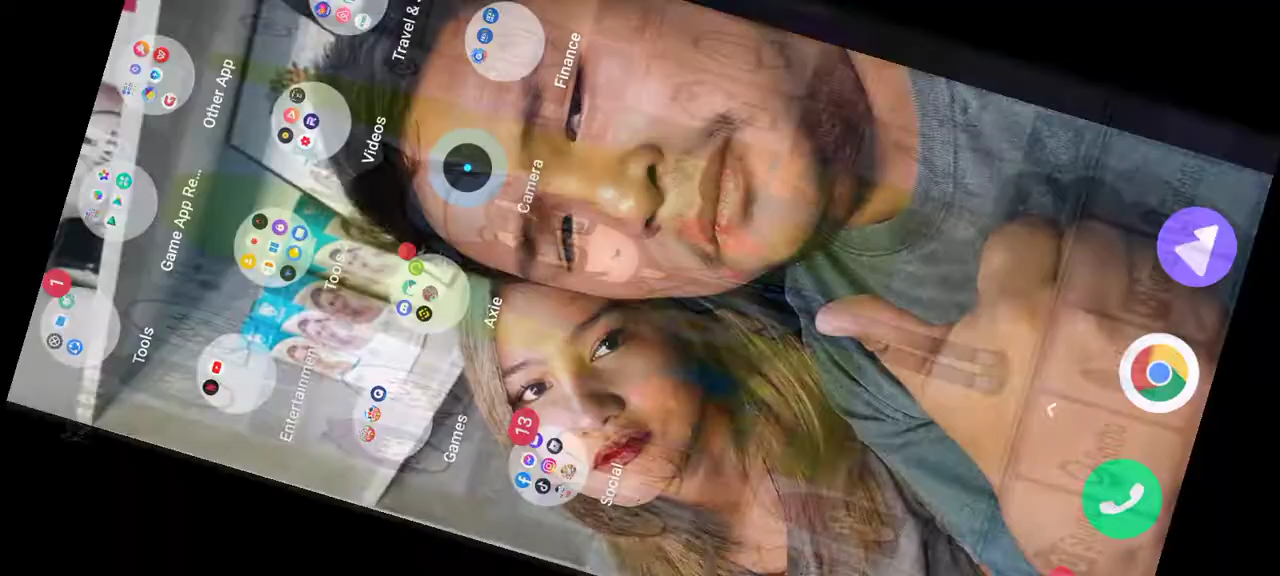 Other App
Game App Re...
Tools
1
Travel &
Videos
Tools
Entertainment
Finance
Camera
Axie
Games
Social
13